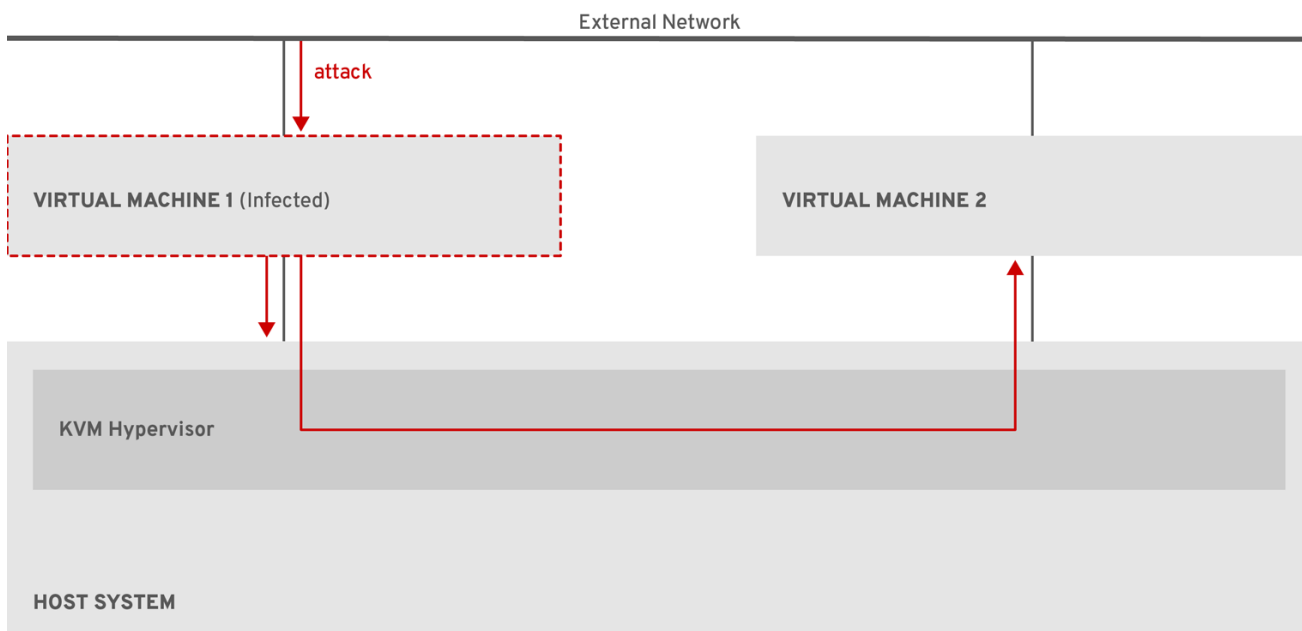 External Network
attack
VIRTUAL MACHINE 1 (Infected)
VIRTUAL MACHINE 2
KVM Hypervisor
HOST SYSTEM